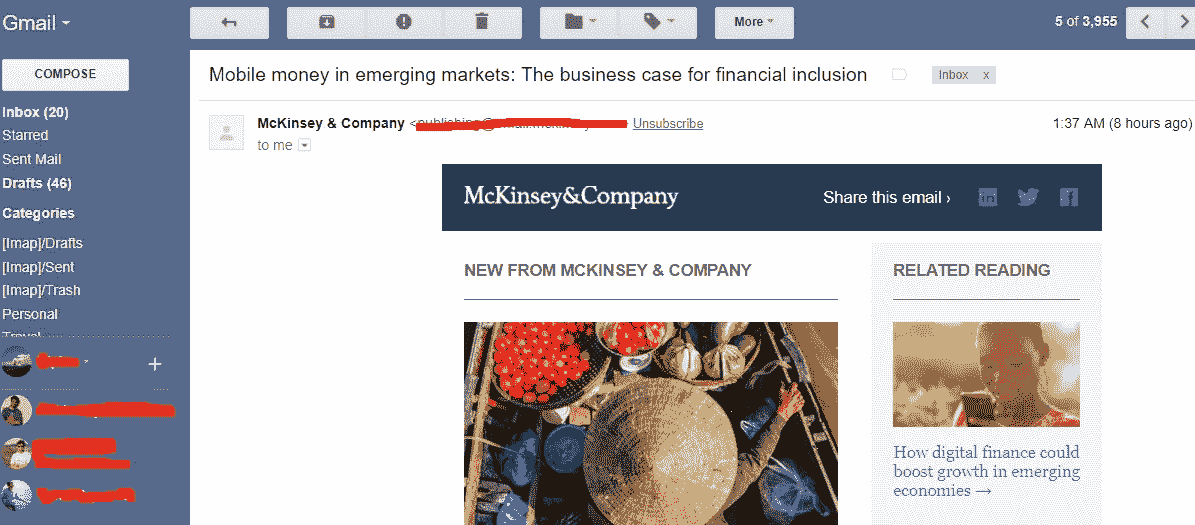 Gmail
More
5 of 3,955
COMPOSE
Mobile money in emerging markets: The business case for financial inclusion
Inbox x
Inbox (20)
Starred
Sent Mail
Drafts (46)
Categories
[Imap]/Drafts
[Imap]/Sent
[Imap]/Trash
Personal
Travel
McKinsey & Company < Unsubscribe
1:37 AM (8 hours ago)
to me
McKinsey&Company
Share this email ›
NEW FROM MCKINSEY & COMPANY
RELATED READING
How digital finance could
boost growth in emerging
economies →